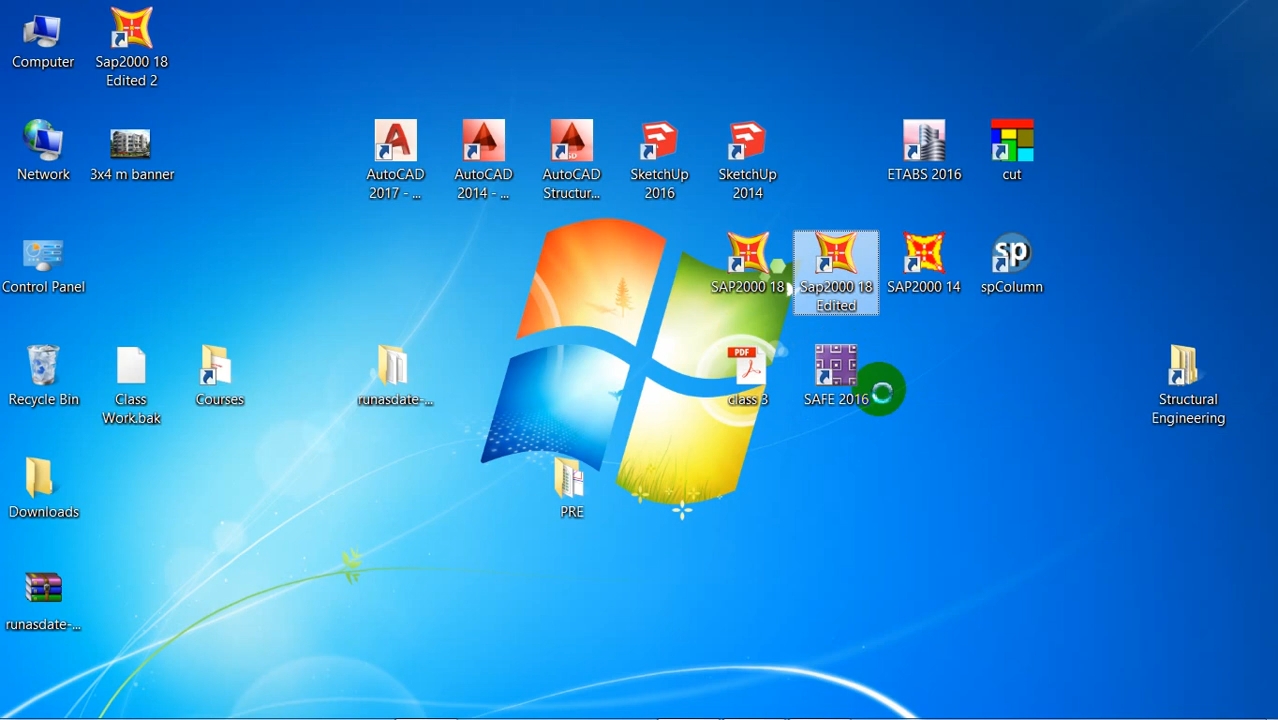 Computer
Sap2000 18
Edited 2
Network
3x4 m banner
AutoCAD
2017 - ...
AutoCAD
2014 - ...
AutoCAD
Structur...
SketchUp
2016
SketchUp
2014
ETABS 2016
cut
Control Panel
SAP2000 18
Sap2000 18
Edited
SAP2000 14
sp
spColumn
Recycle Bin
Class
Work.bak
Courses
runasdate-...
PDF
class 3
SAFE 2016
Structural
Engineering
Downloads
PRE
runasdate-...